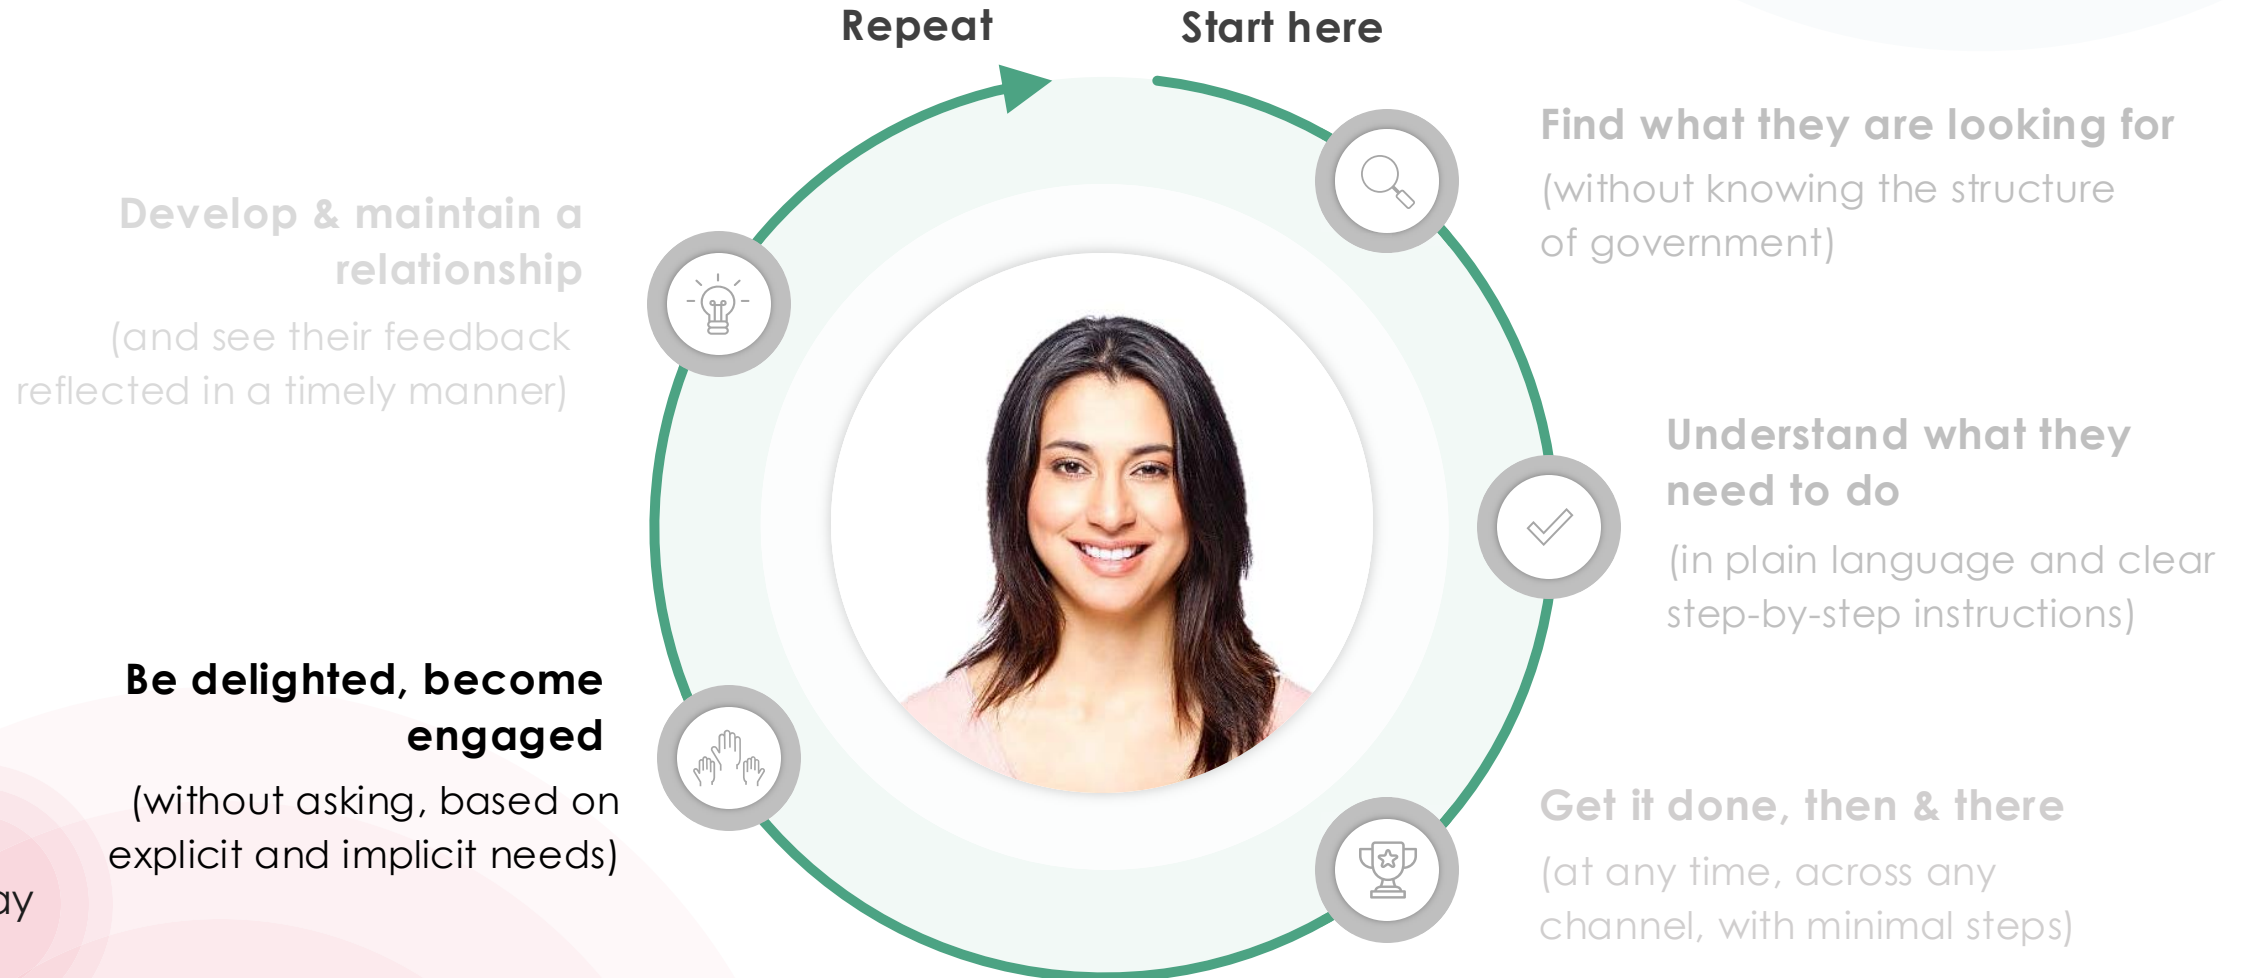 Repeat
Start here
Find what they are looking for
(without knowing the structure
of government)
Understand what they
need to do
(in plain language and clear
step-by-step instructions)
Get it done, then & there
(at any time, across any
channel, with minimal steps)
Be delighted, become
engaged
(without asking, based on
explicit and implicit needs)
Develop & maintain a
relationship
(and see their feedback
reflected in a timely manner)